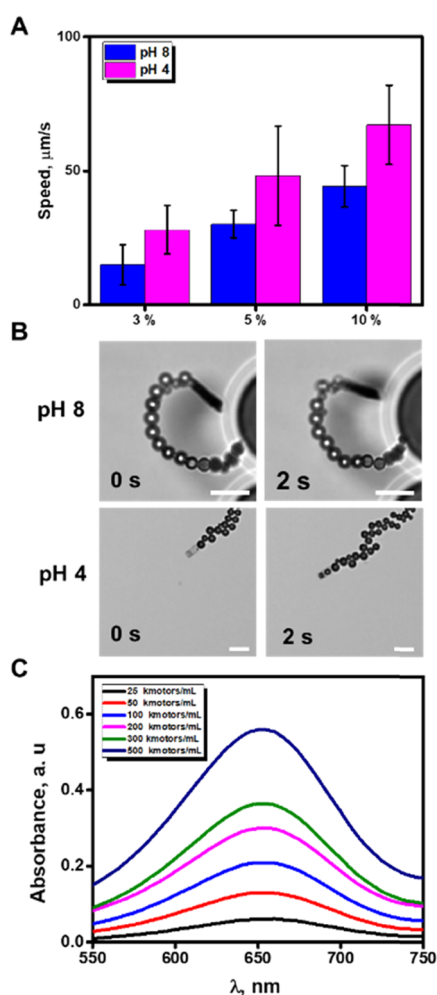 A
100
pH 8
pH 4
Speed, µm/s
50
0
3 %
5 %
10 %
B
pH 8
0 s
2 s
pH 4
0 s
2 s
C
25 kmotors/mL
50 kmotors/mL
100 kmotors/mL
200 kmotors/mL
300 kmotors/mL
500 kmotors/mL
0.6
Absorbance, a. u
0.4
0.2
0.0
550
600
650
700
750
λ, nm